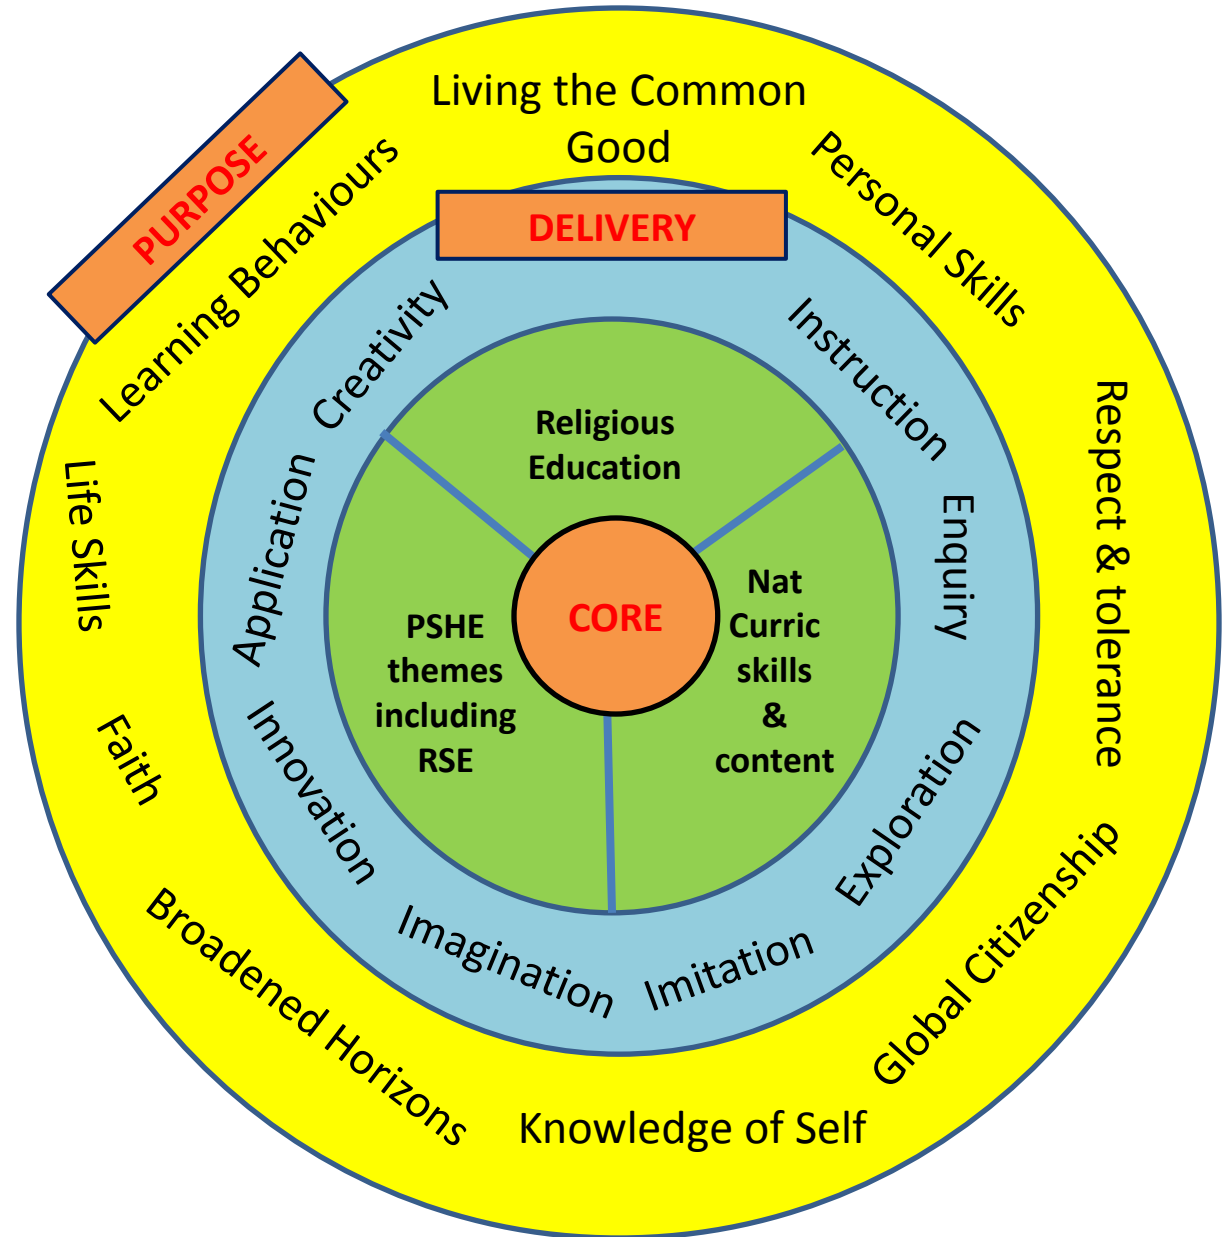 PURPOSE
Living the Common
Good
Personal Skills
Respect & tolerance
Global Citizenship
Knowledge of Self
Broadened Horizons
Faith
Life Skills
Learning Behaviours
DELIVERY
Instruction
Enquiry
Exploration
Imitation
Imagination
Innovation
Application
Creativity
Religious
Education
Nat
Curric
skills
&
content
PSHE
themes
including
RSE
CORE